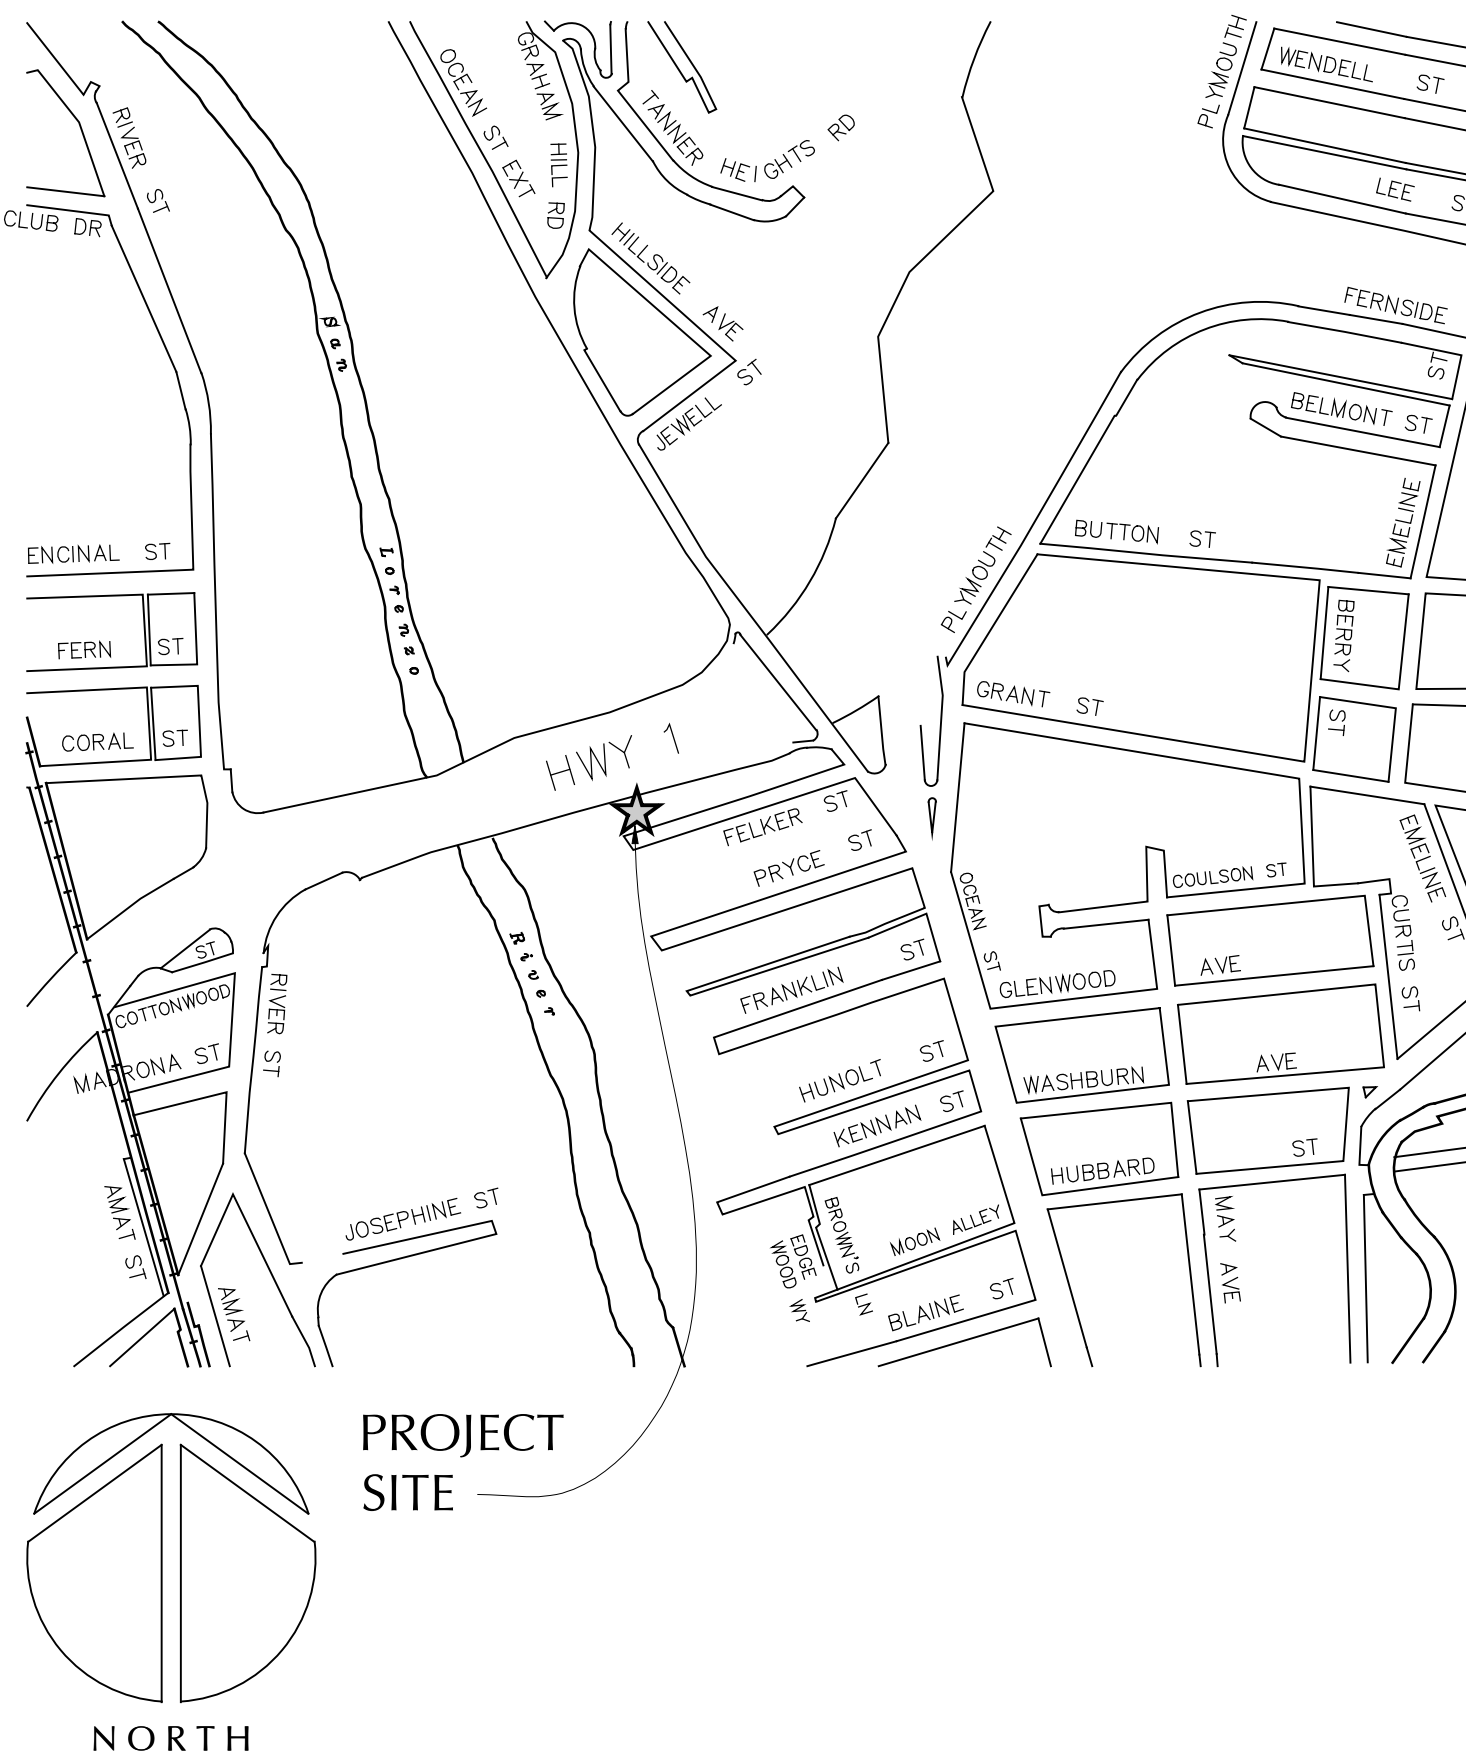 PLYMOUTH
WENDELL ST
GRAHAM HILL RD
OCEAN ST EXT
RIVER ST
TANNER HEIGHTS RD
LEE S
CLUB DR
HILLSIDE AVE
FERNSIDE
ST
San
JEWELL ST
BELMONT ST
EMELINE
BUTTON ST
ENCINAL ST
Lorenzo
PLYMOUTH
BERRY ST
FERN ST
GRANT ST
CORAL ST
HWY 1
FELKER ST
PRYCE ST
EMELINE ST
COULSON ST
OCEAN ST
CURTIS ST
River
ST
COTTONWOOD
FRANKLIN ST
GLENWOOD AVE
RIVER ST
MADRONA ST
HUNOLT ST
WASHBURN AVE
KENNAN ST
HUBBARD ST
AMAT ST
JOSEPHINE ST
BROWN'S LN
MOON ALLEY
EDGE
WOOD WY
MAY AVE
BLAINE ST
AMAT
PROJECT
SITE
NORTH